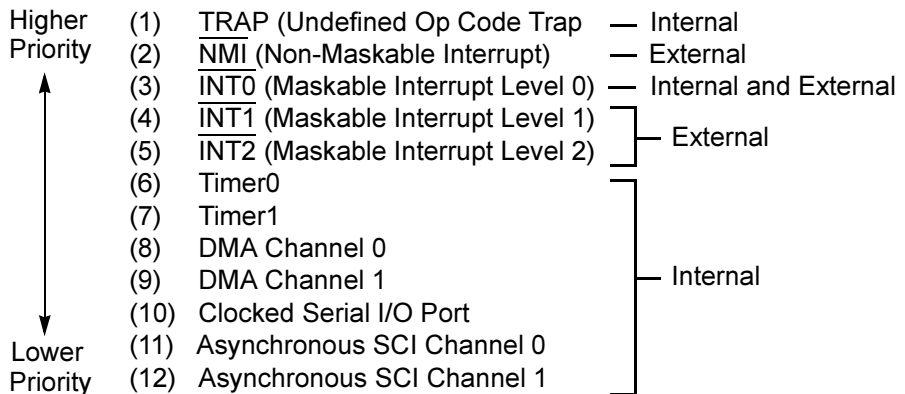 Higher Priority
(1) TRAP (Undefined Op Code Trap — Internal
(2) NMI (Non-Maskable Interrupt) — External
(3) INT0 (Maskable Interrupt Level 0) — Internal and External
(4) INT1 (Maskable Interrupt Level 1)
(5) INT2 (Maskable Interrupt Level 2)
External
(6) Timer0
(7) Timer1
(8) DMA Channel 0
(9) DMA Channel 1
Internal
(10) Clocked Serial I/O Port
(11) Asynchronous SCI Channel 0
(12) Asynchronous SCI Channel 1
Lower Priority